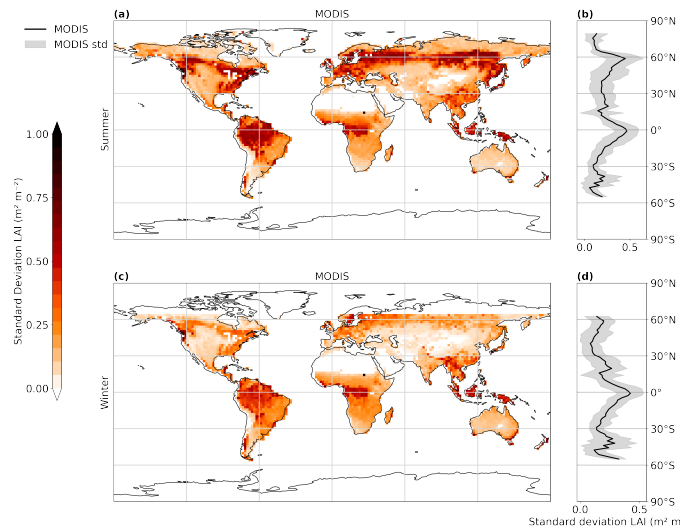 MODIS
MODIS std
(a)
MODIS
(b)
90°N
60°N
30°N
0°
30°S
60°S
90°S
0.0
0.5
Summer
1.00
0.75
0.50
0.25
0.00
Standard Deviation LAI (m² m⁻²)
(c)
MODIS
(d)
90°N
60°N
30°N
0°
30°S
60°S
90°S
0.0
0.5
Winter
Standard deviation LAI (m² m